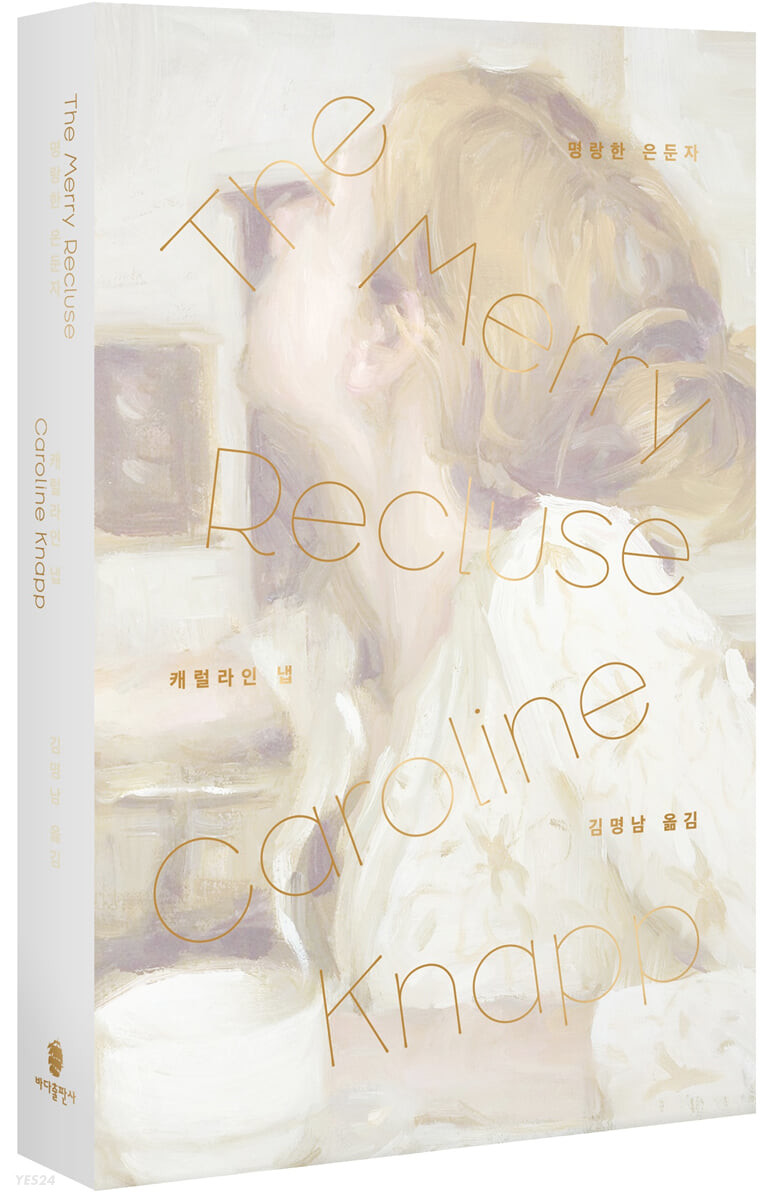 The Merry Recluse
명랑한 은둔자
Caroline Knapp
캐럴라인 냅
김명남 옮김
바다출판사
명랑한 은둔자
The
Merry
Recluse
캐럴라인 냅
Caroline
김명남 옮김
Knapp
YES24